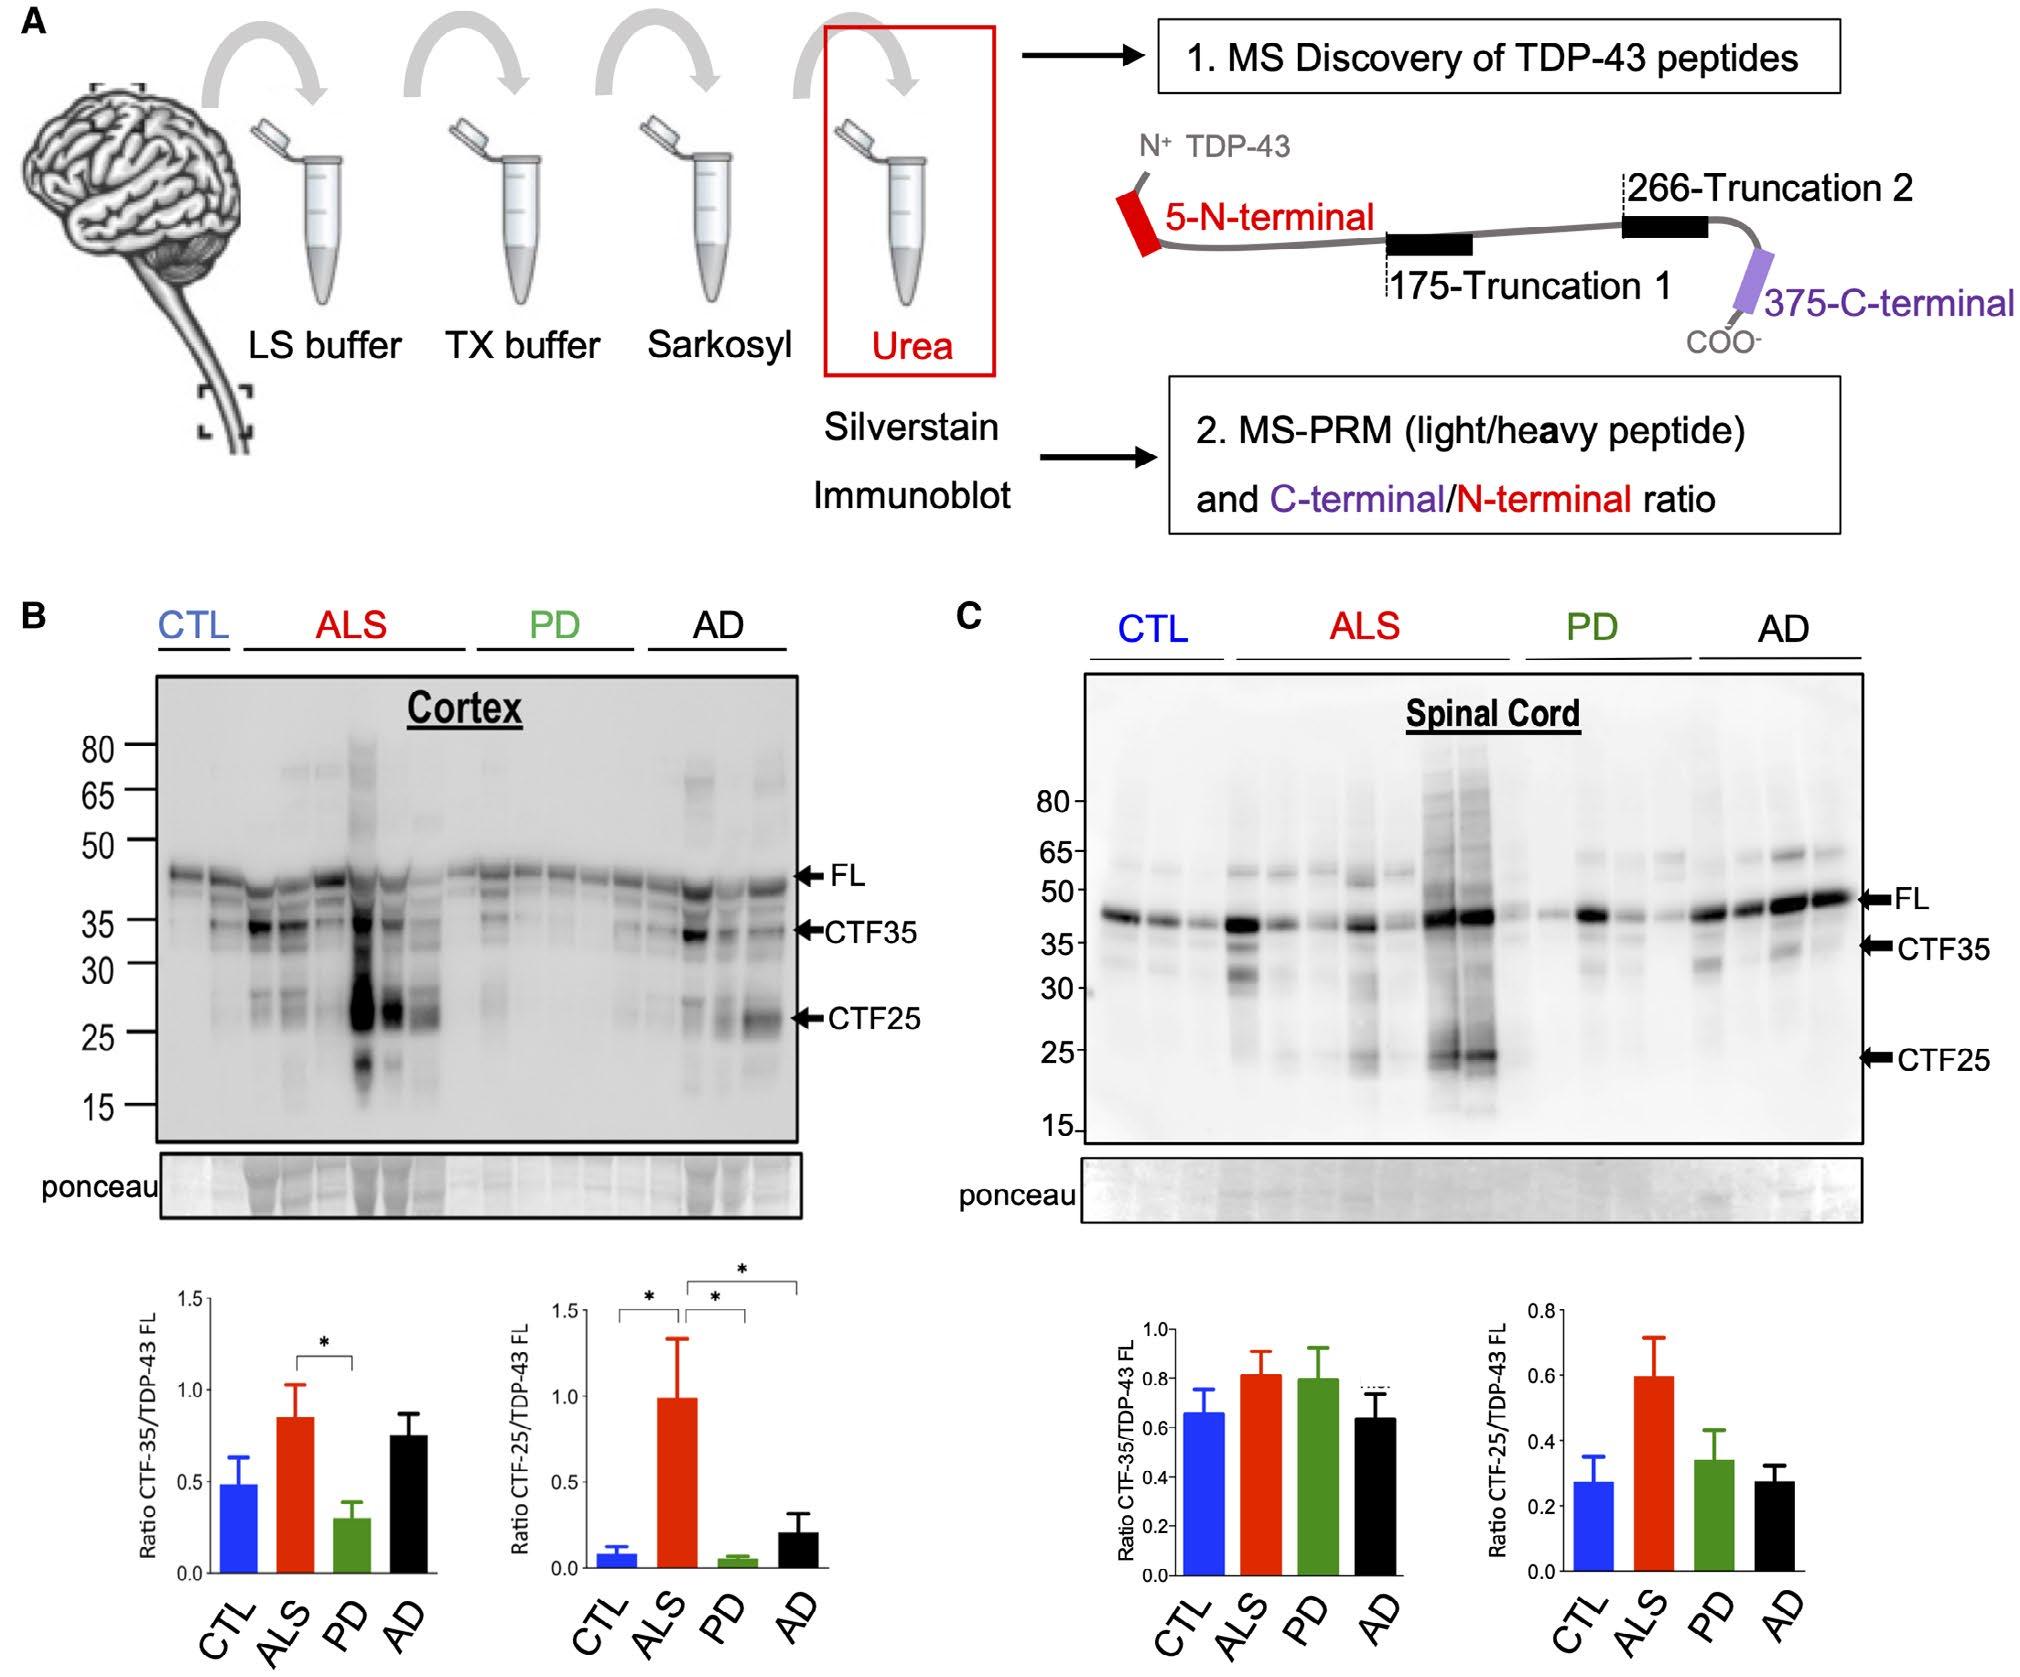 A
1. MS Discovery of TDP-43 peptides
N+ TDP-43
5-N-terminal
266-Truncation 2
175-Truncation 1
375-C-terminal
COO-
LS buffer
TX buffer
Sarkosyl
Urea
Silverstain
Immunoblot
2. MS-PRM (light/heavy peptide)
and C-terminal/N-terminal ratio
B
CTL
ALS
PD
AD
Cortex
80
65
50
35
30
25
15
FL
CTF35
CTF25
ponceau
Ratio CTF-35/TDP-43 FL
1.5
1.0
0.5
0.0
*
CTL
ALS
PD
AD
Ratio CTF-25/TDP-43 FL
1.5
1.0
0.5
0.0
*
*
*
CTL
ALS
PD
AD
C
CTL
ALS
PD
AD
Spinal Cord
80
65
50
35
30
25
15
FL
CTF35
CTF25
ponceau
Ratio CTF-35/TDP-43 FL
1.0
0.8
0.6
0.4
0.2
0.0
CTL
ALS
PD
AD
Ratio CTF-25/TDP-43 FL
0.8
0.6
0.4
0.2
0.0
CTL
ALS
PD
AD